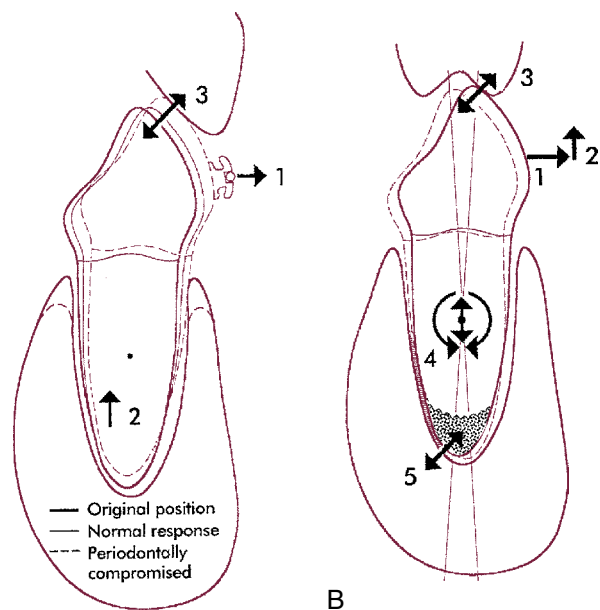 3
1
2
Original position
Normal response
Periodontally
compromised
3
1
2
4
5
B